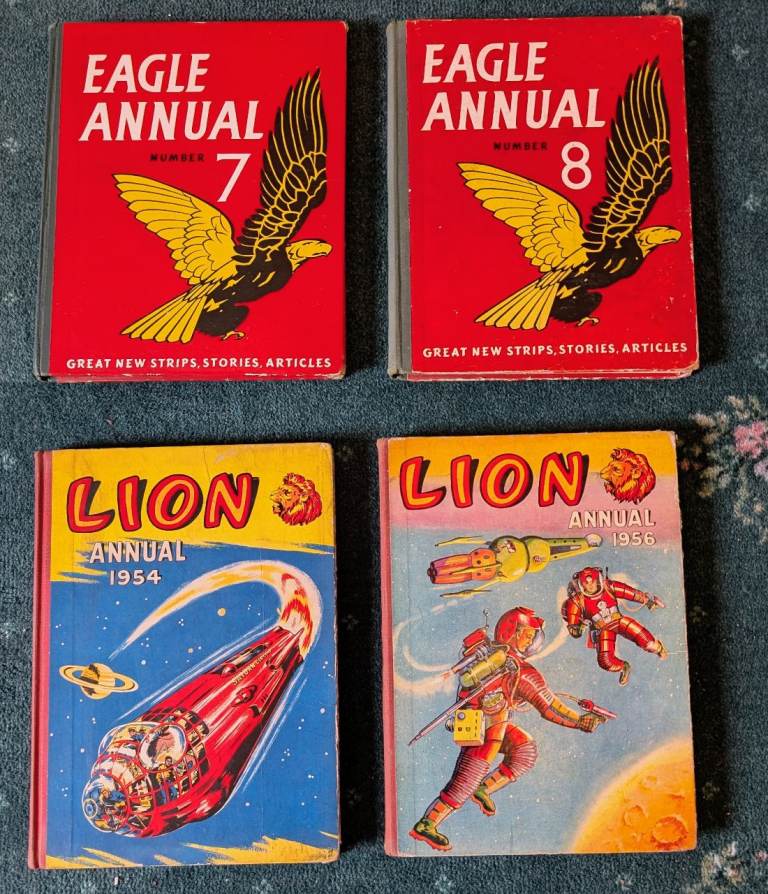 EAGLE
ANNUAL
NUMBER 7
GREAT NEW STRIPS, STORIES, ARTICLES
EAGLE
ANNUAL
NUMBER 8
GREAT NEW STRIPS, STORIES, ARTICLES
LION
ANNUAL
1954
LION
ANNUAL
1956